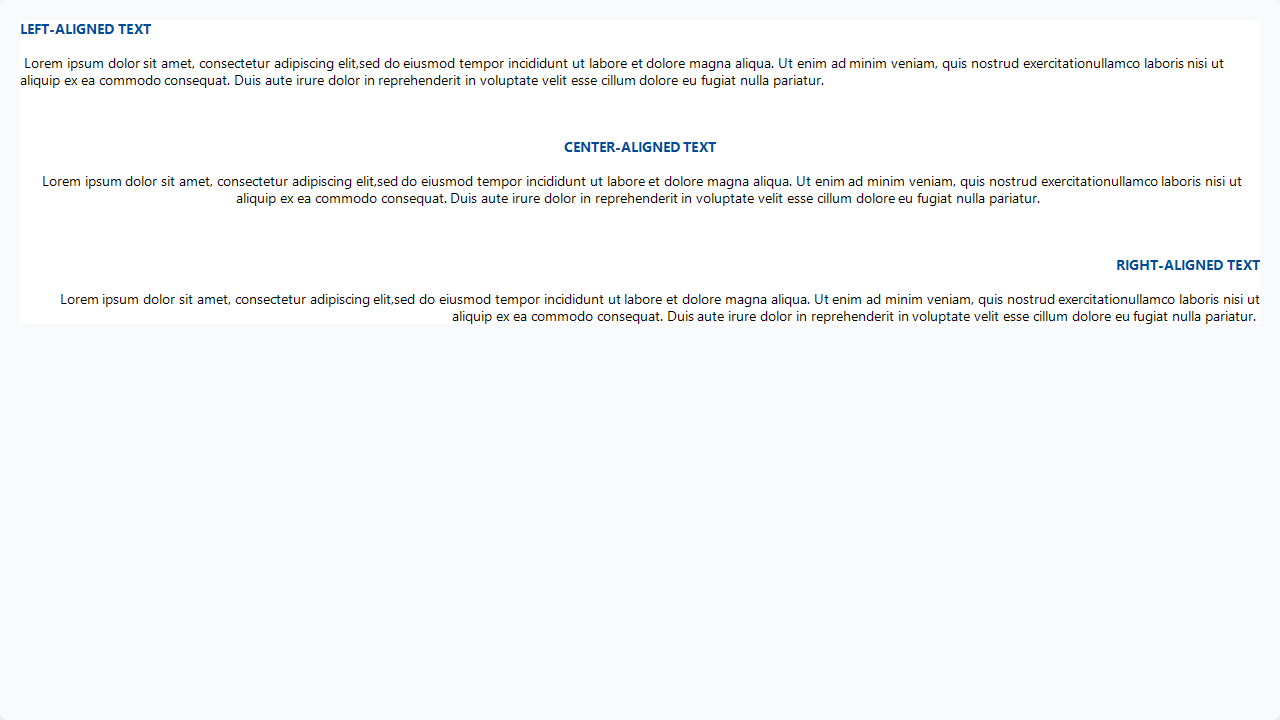 LEFT-ALIGNED TEXT
Lorem ipsum dolor sit amet, consectetur adipiscing elit,sed do eiusmod tempor incididunt ut labore et dolore magna aliqua. Ut enim ad minim veniam, quis nostrud exercitationullamco laboris nisi ut
aliquip ex ea commodo consequat. Duis aute irure dolor in reprehenderit in voluptate velit esse cillum dolore eu fugiat nulla pariatur.
CENTER-ALIGNED TEXT
Lorem ipsum dolor sit amet, consectetur adipiscing elit,sed do eiusmod tempor incididunt ut labore et dolore magna aliqua. Ut enim ad minim veniam, quis nostrud exercitationullamco laboris nisi ut
aliquip ex ea commodo consequat. Duis aute irure dolor in reprehenderit in voluptate velit esse cillum dolore eu fugiat nulla pariatur.
RIGHT-ALIGNED TEXT
Lorem ipsum dolor sit amet, consectetur adipiscing elit,sed do eiusmod tempor incididunt ut labore et dolore magna aliqua. Ut enim ad minim veniam, quis nostrud exercitationullamco laboris nisi ut
aliquip ex ea commodo consequat. Duis aute irure dolor in reprehenderit in voluptate velit esse cillum dolore eu fugiat nulla pariatur.